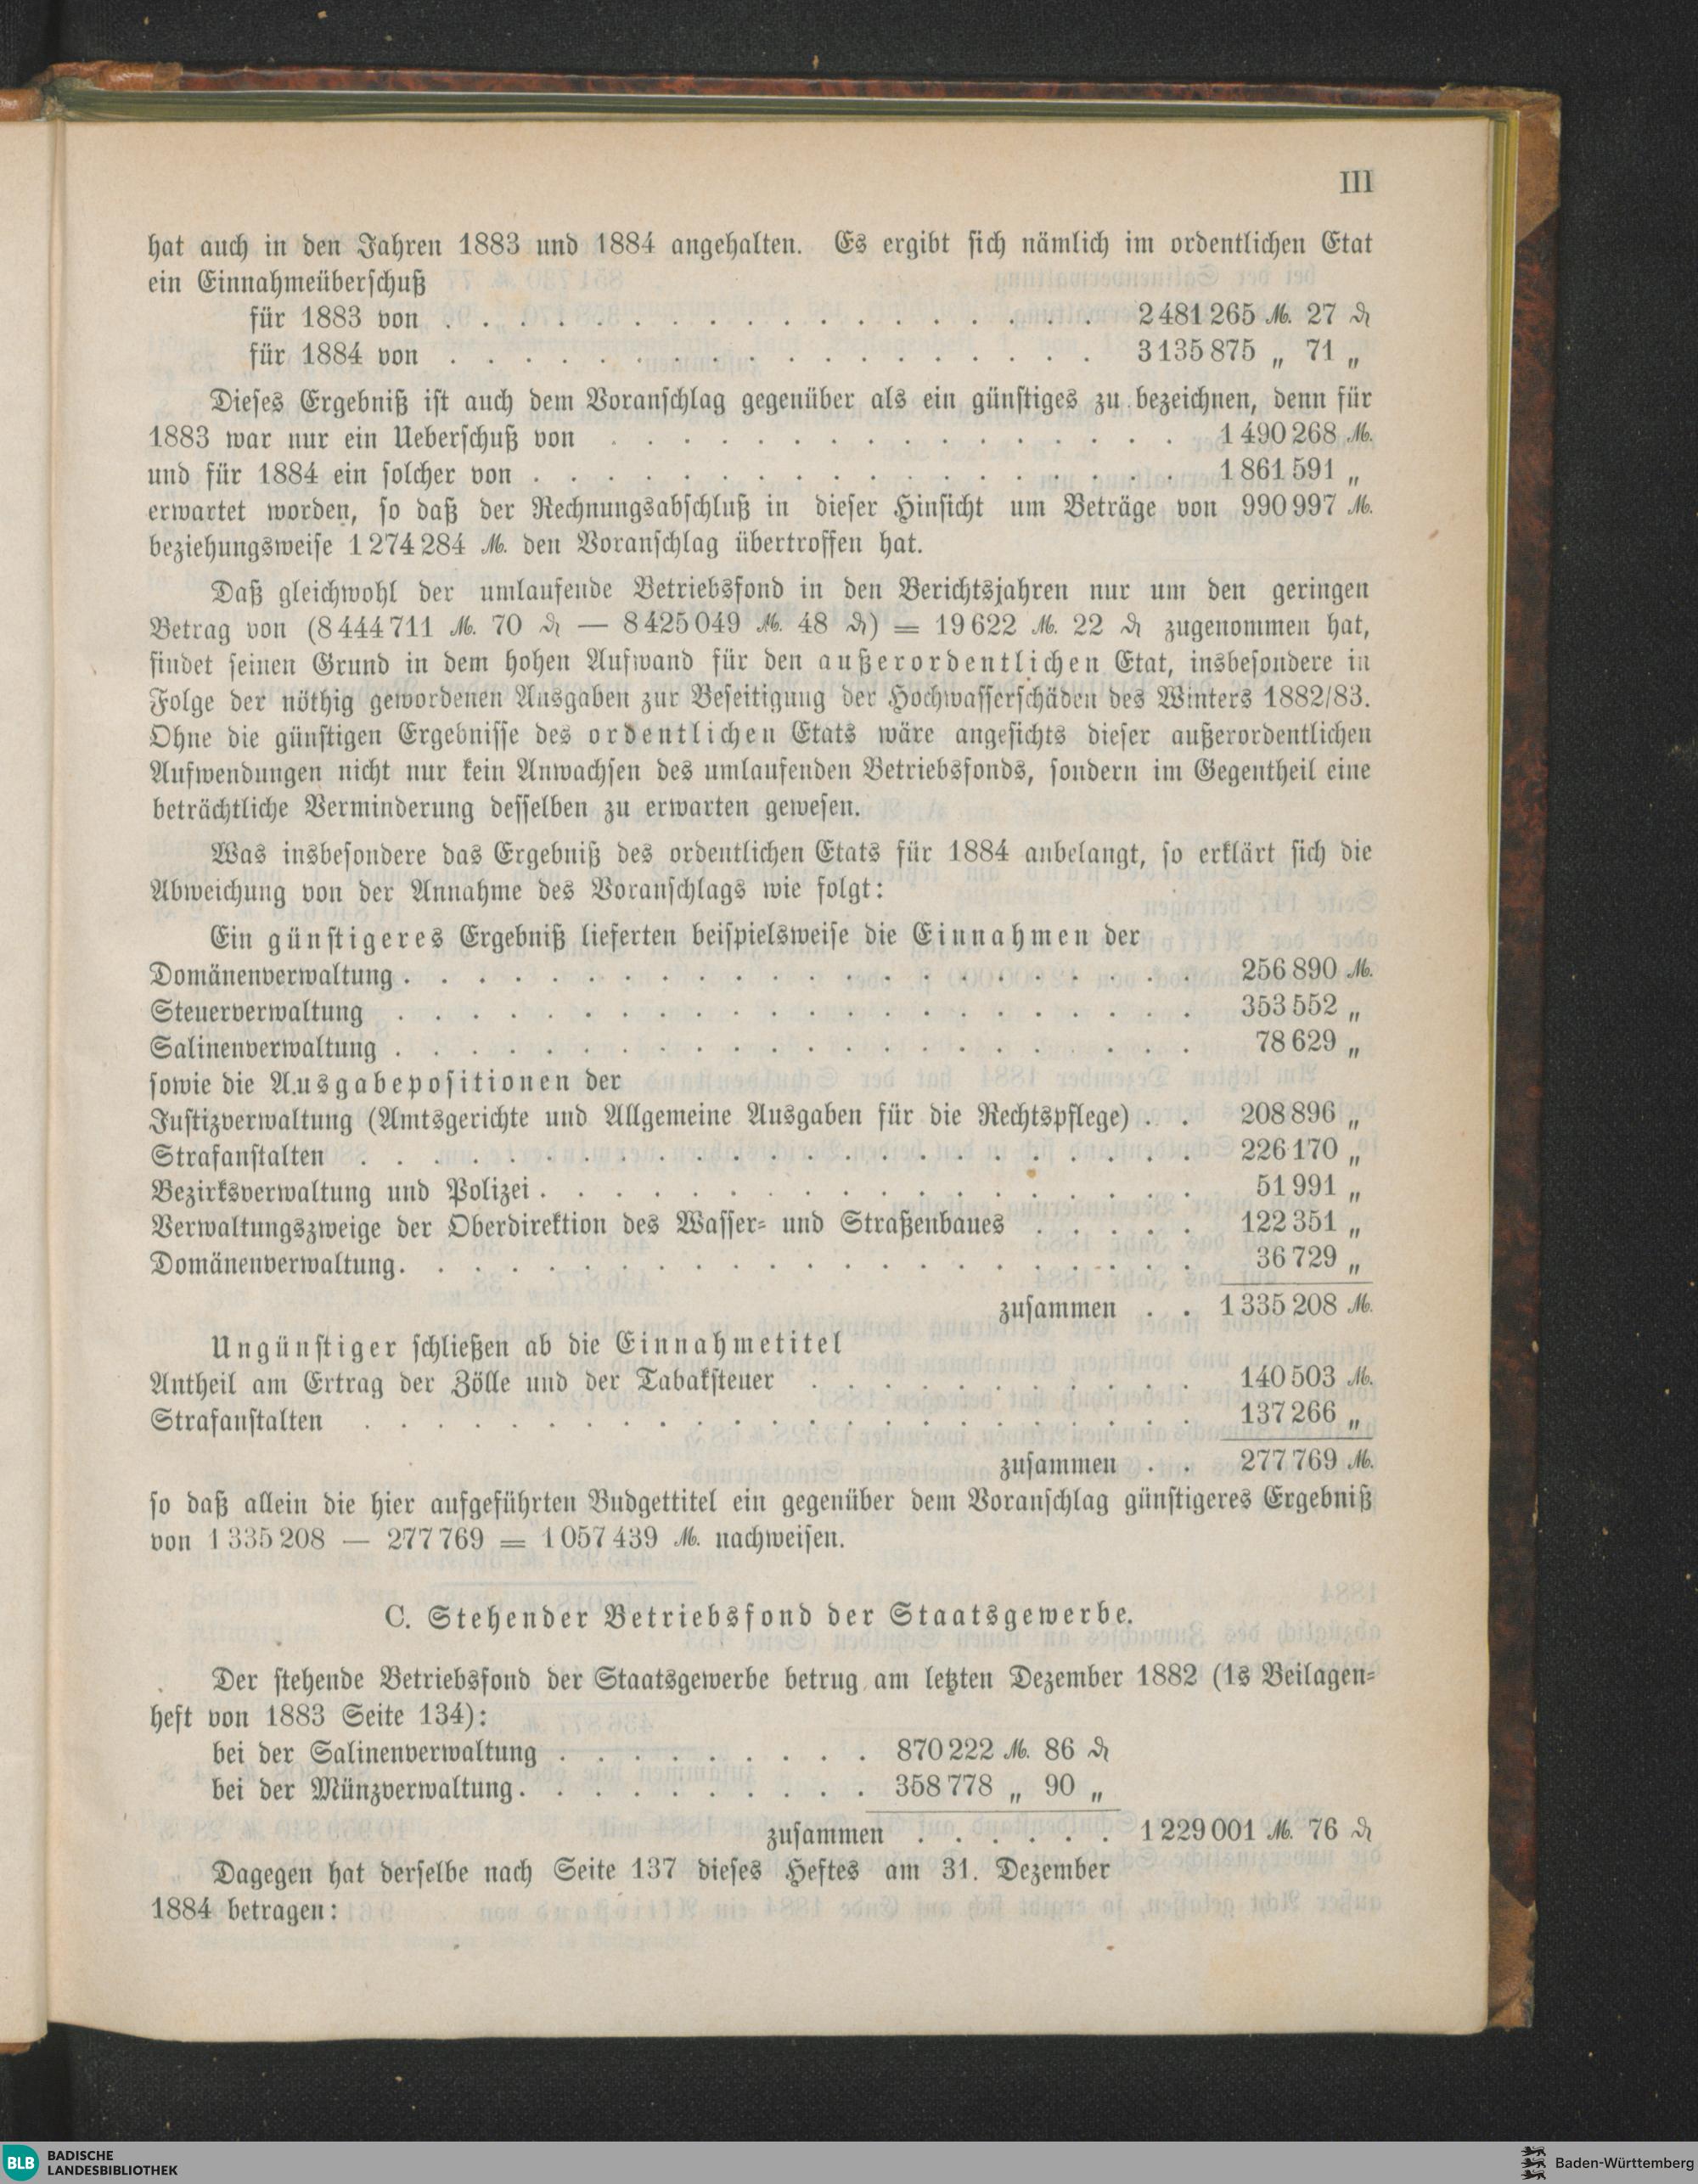 III
hat auch in den Jahren 1883 und 1884 angehalten. Es ergibt sich nämlich im ordentlichen Etat
ein Einnahmeüberschuß
für 1883 von . . . . . . . . . . . . . . . . . . 2 481 265 ℳ. 27 ₰
für 1884 von . . . . . . . . . . . . . . . . . . 3 135 875 „ 71 „
Dieses Ergebniß ist auch dem Voranschlag gegenüber als ein günstiges zu bezeichnen, denn für
1883 war nur ein Ueberschuß von . . . . . . . . . . . . . . . . 1 490 268 ℳ.
und für 1884 ein solcher von . . . . . . . . . . . . . . . . . . 1 861 591 „
erwartet worden, so daß der Rechnungsabschluß in dieser Hinsicht um Beträge von 990 997 ℳ.
beziehungsweise 1 274 284 ℳ. den Voranschlag übertroffen hat.
Daß gleichwohl der umlaufende Betriebsfond in den Berichtsjahren nur um den geringen
Betrag von (8 444 711 ℳ. 70 ₰ — 8 425 049 ℳ. 48 ₰) = 19 622 ℳ. 22 ₰ zugenommen hat,
findet seinen Grund in dem hohen Aufwand für den außerordentlichen Etat, insbesondere in
Folge der nöthig gewordenen Ausgaben zur Beseitigung der Hochwasserschäden des Winters 1882/83.
Ohne die günstigen Ergebnisse des ordentlichen Etats wäre angesichts dieser außerordentlichen
Aufwendungen nicht nur kein Anwachsen des umlaufenden Betriebsfonds, sondern im Gegentheil eine
beträchtliche Verminderung desselben zu erwarten gewesen.
Was insbesondere das Ergebniß des ordentlichen Etats für 1884 anbelangt, so erklärt sich die
Abweichung von der Annahme des Voranschlags wie folgt:
Ein günstigeres Ergebniß lieferten beispielsweise die Einnahmen der
Domänenverwaltung . . . . . . . . . . . . . . . . . . . . . . 256 890 ℳ.
Steuerverwaltung . . . . . . . . . . . . . . . . . . . . . . 353 552 „
Salinenverwaltung . . . . . . . . . . . . . . . . . . . . . . 78 629 „
sowie die Ausgabepositionen der
Justizverwaltung (Amtsgerichte und Allgemeine Ausgaben für die Rechtspflege) . . 208 896 „
Strafanstalten . . . . . . . . . . . . . . . . . . . . . . . 226 170 „
Bezirksverwaltung und Polizei . . . . . . . . . . . . . . . . . . 51 991 „
Verwaltungszweige der Oberdirektion des Wasser- und Straßenbaues . . . . . 122 351 „
Domänenverwaltung . . . . . . . . . . . . . . . . . . . . . . 36 729 „
zusammen . . 1 335 208 ℳ.
Ungünstiger schließen ab die Einnahmetitel
Antheil am Ertrag der Zölle und der Tabaksteuer . . . . . . . . . . . 140 503 ℳ.
Strafanstalten . . . . . . . . . . . . . . . . . . . . . . . 137 266 „
zusammen . . 277 769 ℳ.
so daß allein die hier aufgeführten Budgettitel ein gegenüber dem Voranschlag günstigeres Ergebniß
von 1 335 208 — 277 769 = 1 057 439 ℳ. nachweisen.
C. Stehender Betriebsfond der Staatsgewerbe.
Der stehende Betriebsfond der Staatsgewerbe betrug am letzten Dezember 1882 (1s Beilagen-
heft von 1883 Seite 134):
bei der Salinenverwaltung . . . . . . . . . 870 222 ℳ. 86 ₰
bei der Münzverwaltung . . . . . . . . . . 358 778 „ 90 „
zusammen . . . . . . 1 229 001 ℳ. 76 ₰
Dagegen hat derselbe nach Seite 137 dieses Heftes am 31. Dezember
1884 betragen:
BLB BADISCHE
LANDESBIBLIOTHEK
Baden-Württemberg